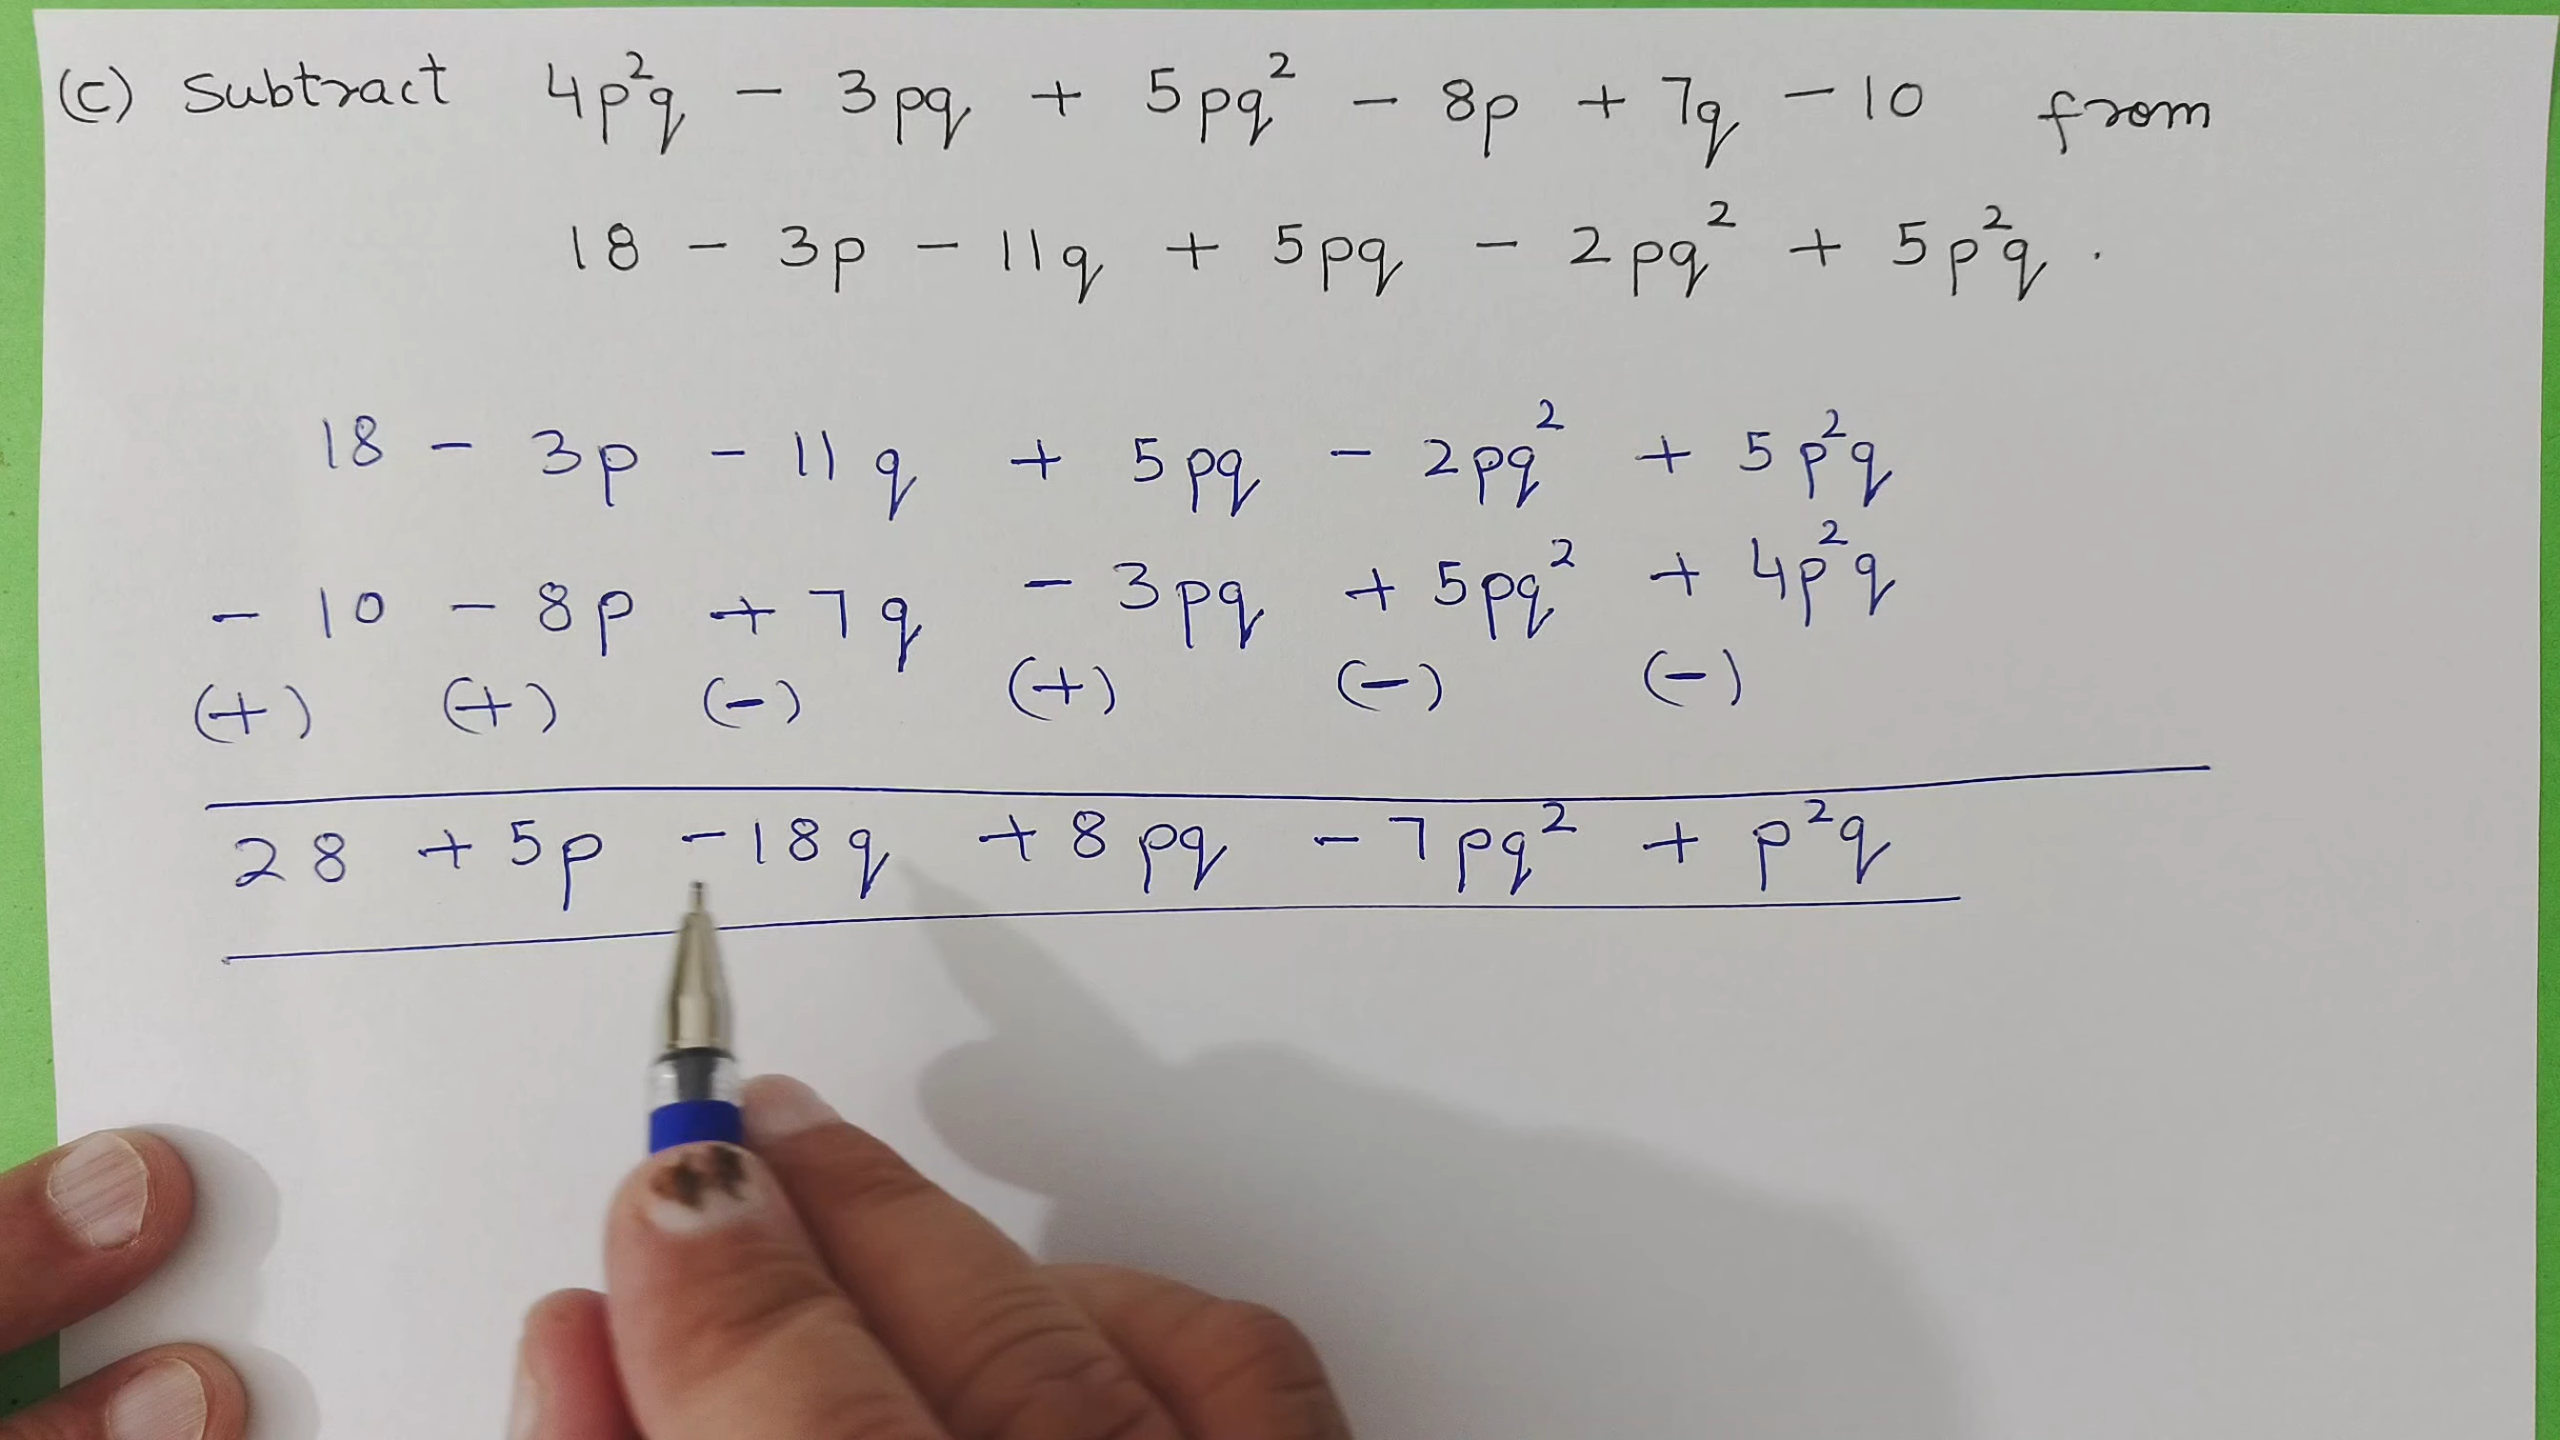 (c) Subtract 4p²q - 3pq + 5pq² - 8p + 7q - 10 from
18 - 3p - 11q + 5pq - 2pq² + 5p²q .
18 - 3p - 11q + 5pq - 2pq² + 5p²q
- 10 - 8p + 7q - 3pq + 5pq² + 4p²q
(+) (+) (-) (+) (-) (-)
28 + 5p - 18q + 8pq - 7pq² + p²q